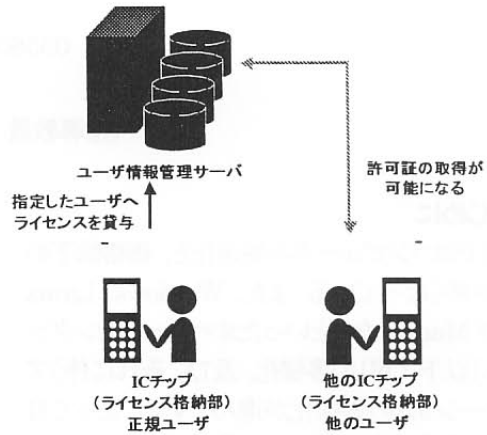 ユーザ情報管理サーバ
指定したユーザへ
ライセンスを貸与
許可証の取得が
可能になる
ICチップ
(ライセンス格納部)
正規ユーザ
他のICチップ
(ライセンス格納部)
他のユーザ